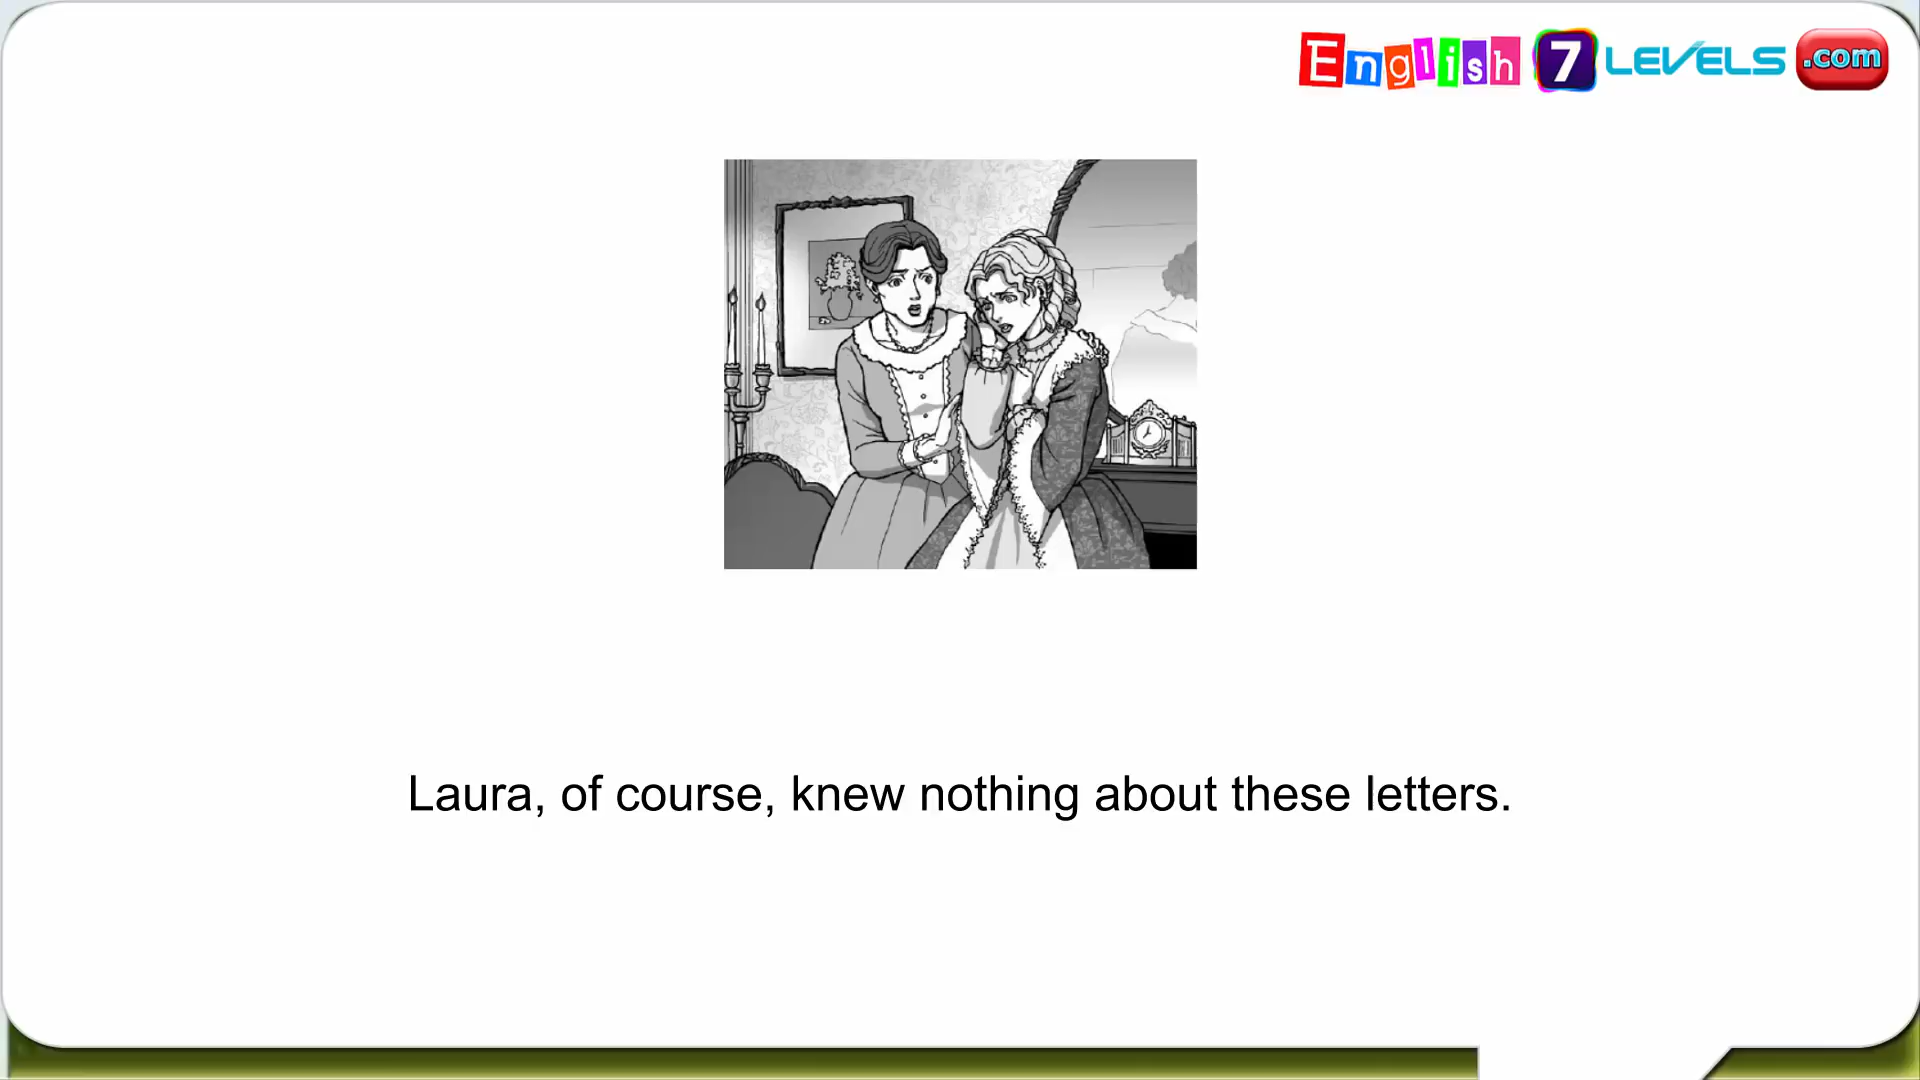 English 7 LEVELS .com
Laura, of course, knew nothing about these letters.